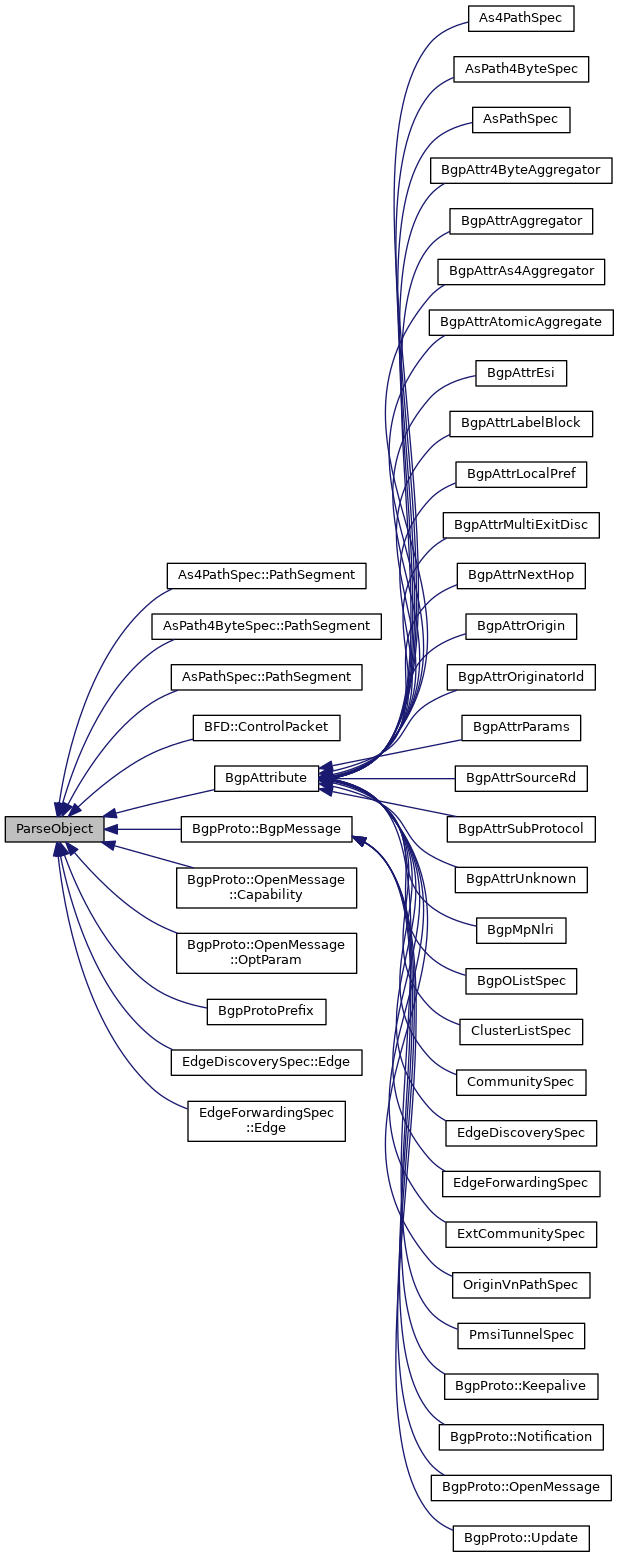 As4PathSpec
AsPath4ByteSpec
AsPathSpec
BgpAttr4ByteAggregator
BgpAttrAggregator
BgpAttrAs4Aggregator
BgpAttrAtomicAggregate
BgpAttrEsi
BgpAttrLabelBlock
BgpAttrLocalPref
BgpAttrMultiExitDisc
As4PathSpec::PathSegment
BgpAttrNextHop
AsPath4ByteSpec::PathSegment
BgpAttrOrigin
AsPathSpec::PathSegment
BgpAttrOriginatorId
BFD::ControlPacket
BgpAttrParams
BgpAttribute
BgpAttrSourceRd
ParseObject
BgpProto::BgpMessage
BgpAttrSubProtocol
BgpProto::OpenMessage
::Capability
BgpAttrUnknown
BgpMpNlri
BgpProto::OpenMessage
::OptParam
BgpOListSpec
BgpProtoPrefix
ClusterListSpec
EdgeDiscoverySpec::Edge
CommunitySpec
EdgeForwardingSpec
::Edge
EdgeDiscoverySpec
EdgeForwardingSpec
ExtCommunitySpec
OriginVnPathSpec
PmsiTunnelSpec
BgpProto::Keepalive
BgpProto::Notification
BgpProto::OpenMessage
BgpProto::Update